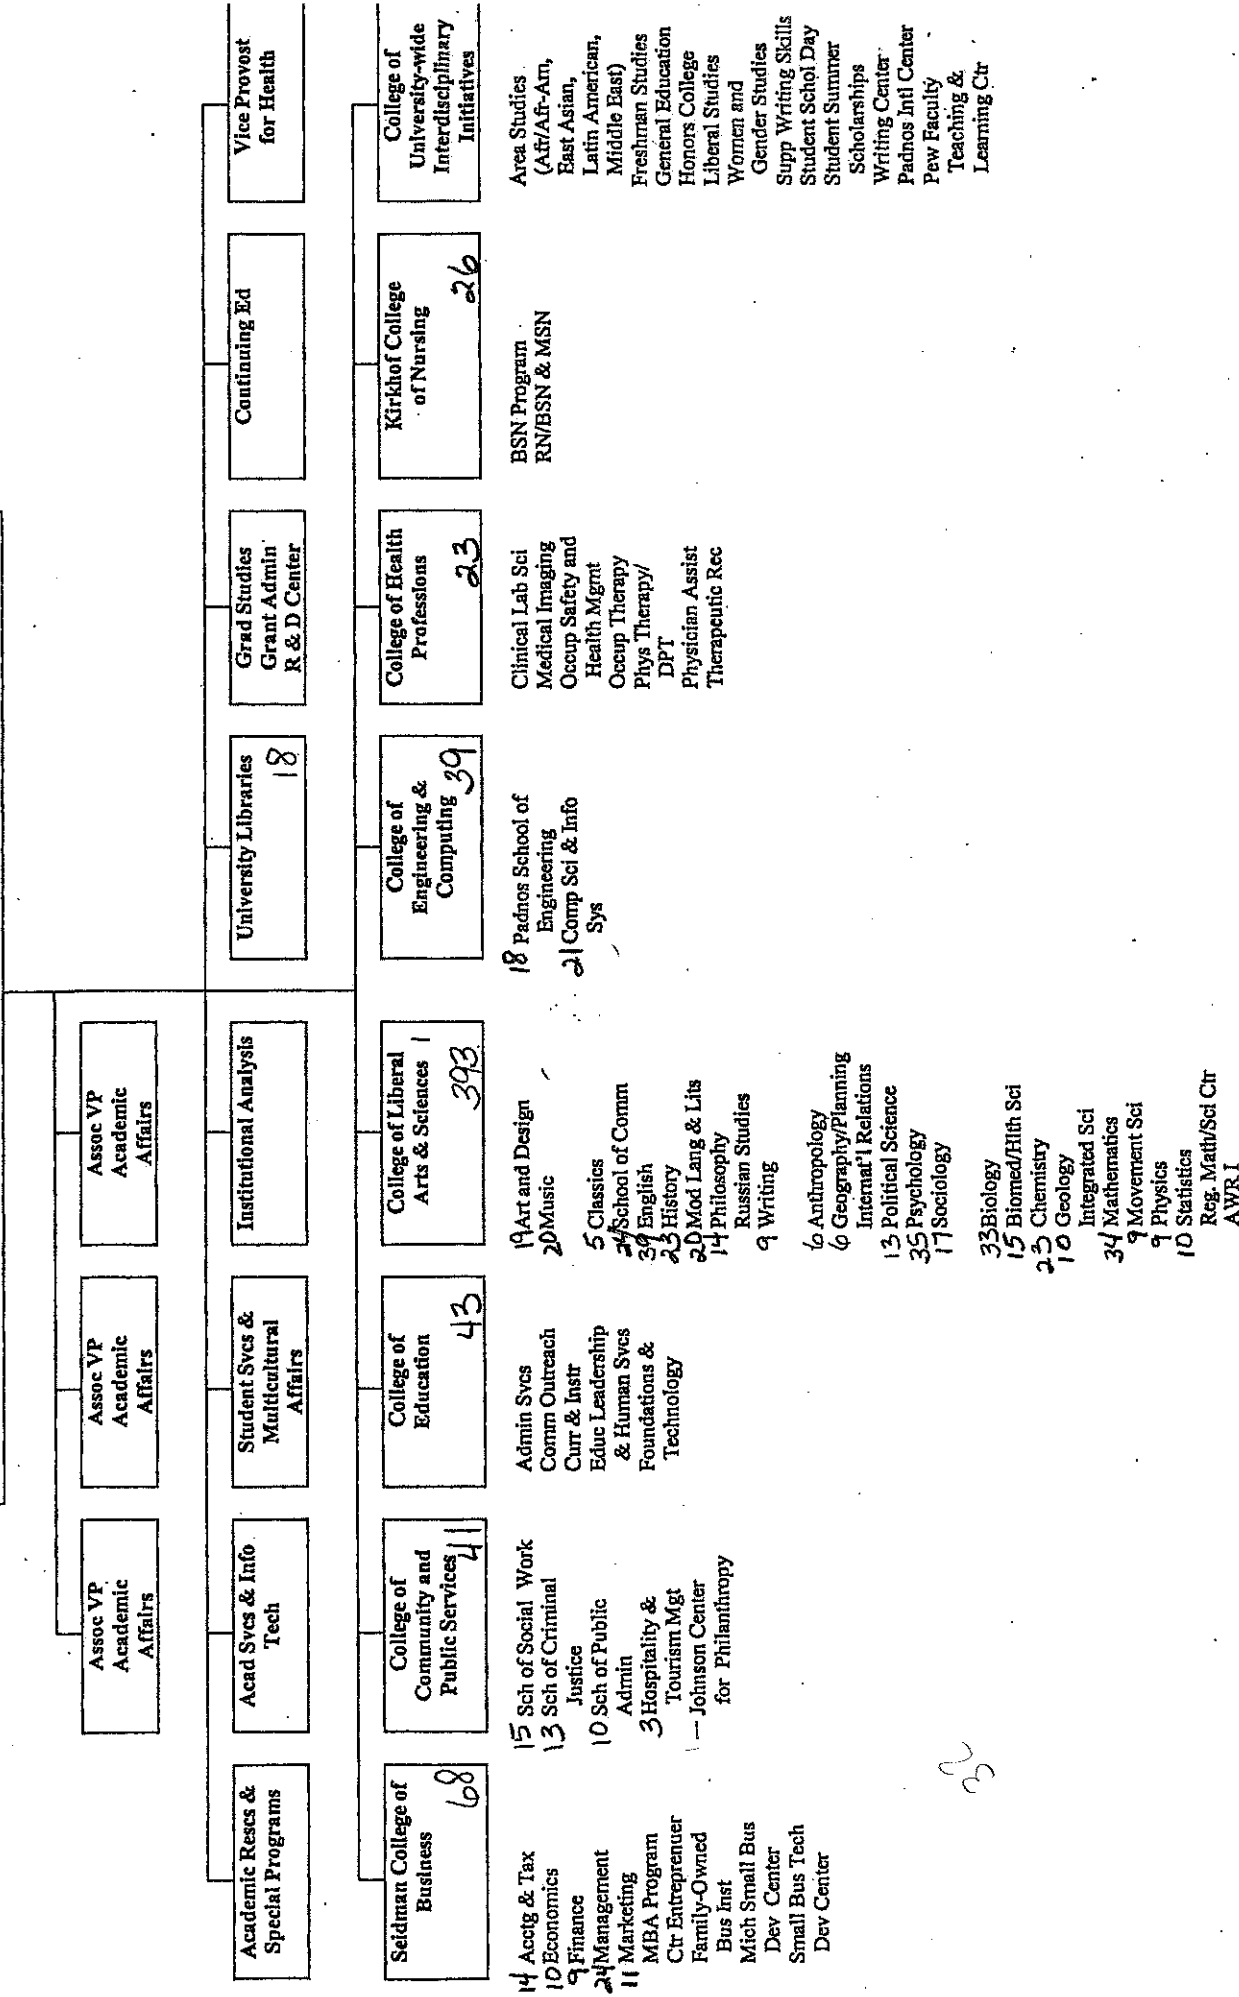 Assoc VP
Academic
Affairs
Assoc VP
Academic
Affairs
Assoc VP
Academic
Affairs
Academic Rescs &
Special Programs
Acad Svcs & Info
Tech
Student Svcs &
Multicultural
Affairs
Institutional Analysis
University Libraries
18
Grad Studies
Grant Admin
R & D Center
Continuing Ed
Vice Provost
for Health
Seidman College of
Business
68
14 Acctg & Tax
10 Economics
9 Finance
24 Management
11 Marketing
MBA Program
Ctr Entreprenuer
Family-Owned
Bus Inst
Mich Small Bus
Dev Center
Small Bus Tech
Dev Center
College of
Community and
Public Services 41
15 Sch of Social Work
13 Sch of Criminal
Justice
10 Sch of Public
Admin
3 Hospitality &
Tourism Mgt
— Johnson Center
for Philanthropy
College of
Education
43
Admin Svcs
Comm Outreach
Curr & Instr
Educ Leadership
& Human Svcs
Foundations &
Technology
College of Liberal
Arts & Sciences 1
393
19 Art and Design
20 Music
5 Classics
24 School of Comm
39 English
23 History
20 Mod Lang & Lits
14 Philosophy
Russian Studies
9 Writing
6 Anthropology
6 Geography/Planning
Internat'l Relations
13 Political Science
35 Psychology
17 Sociology
33 Biology
15 Biomed/Hlth Sci
23 Chemistry
10 Geology
Integrated Sci
34 Mathematics
9 Movement Sci
9 Physics
10 Statistics
Reg. Math/Sci Ctr
AWRI
College of
Engineering &
Computing 39
18 Padnos School of
Engineering
21 Comp Sci & Info
Sys
College of Health
Professions
23
Clinical Lab Sci
Medical Imaging
Occup Safety and
Health Mgmt
Occup Therapy
Phys Therapy/
DPT
Physician Assist
Therapeutic Rec
Kirkhof College
of Nursing
26
BSN Program
RN/BSN & MSN
College of
University-wide
Interdisciplinary
Initiatives
Area Studies
(Afr/Afr-Am,
East Asian,
Latin American,
Middle East)
Freshman Studies
General Education
Honors College
Liberal Studies
Women and
Gender Studies
Supp Writing Skills
Student Schol Day
Student Summer
Scholarships
Writing Center
Padnos Intl Center
Pew Faculty
Teaching &
Learning Ctr
32